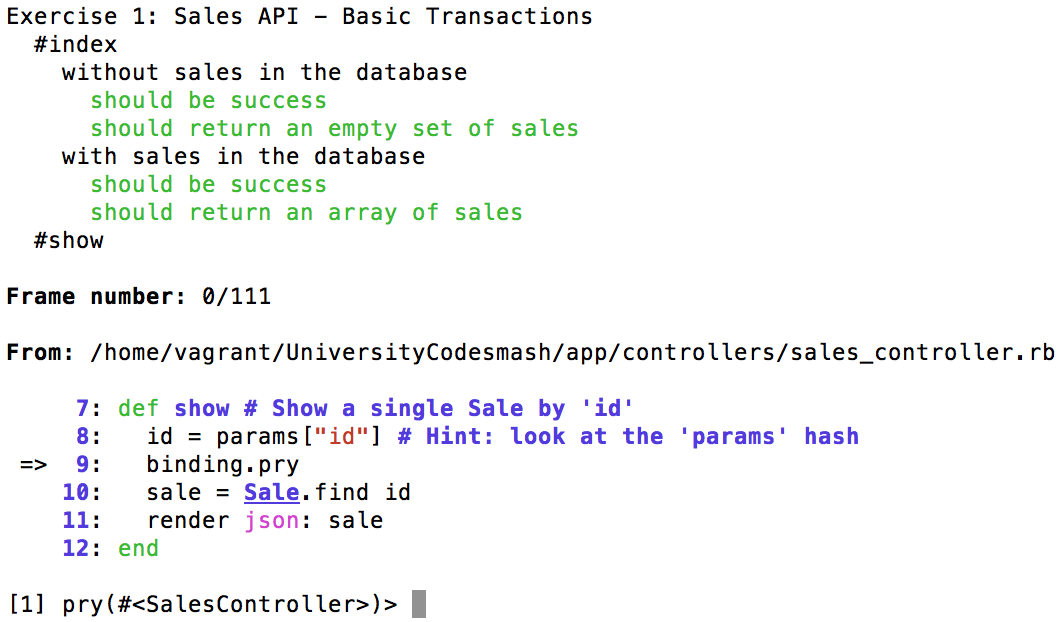 Exercise 1: Sales API – Basic Transactions
  #index
    without sales in the database
      should be success
      should return an empty set of sales
    with sales in the database
      should be success
      should return an array of sales
  #show
Frame number: 0/111
From: /home/vagrant/UniversityCodesmash/app/controllers/sales_controller.rb
     7: def show # Show a single Sale by 'id'
     8:   id = params["id"] # Hint: look at the 'params' hash
 =>  9:   binding.pry
    10:   sale = Sale.find id
    11:   render json: sale
    12: end
[1] pry(#<SalesController>)>